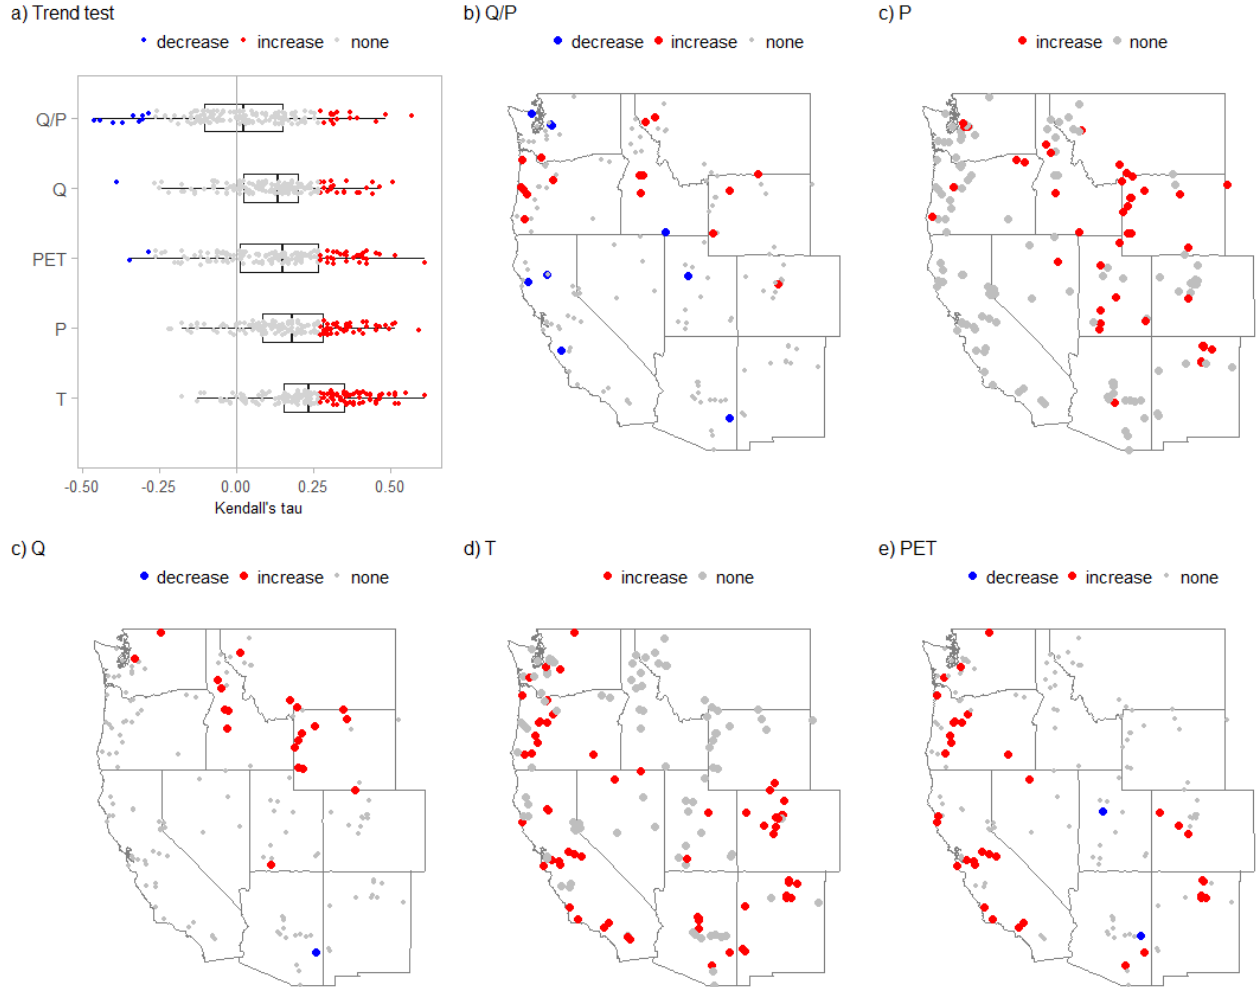 a) Trend test
decrease increase none
Q/P
Q
PET
P
T
-0.50 -0.25 0.00 0.25 0.50
Kendall's tau
b) Q/P
decrease increase none
c) P
increase none
c) Q
decrease increase none
d) T
increase none
e) PET
decrease increase none